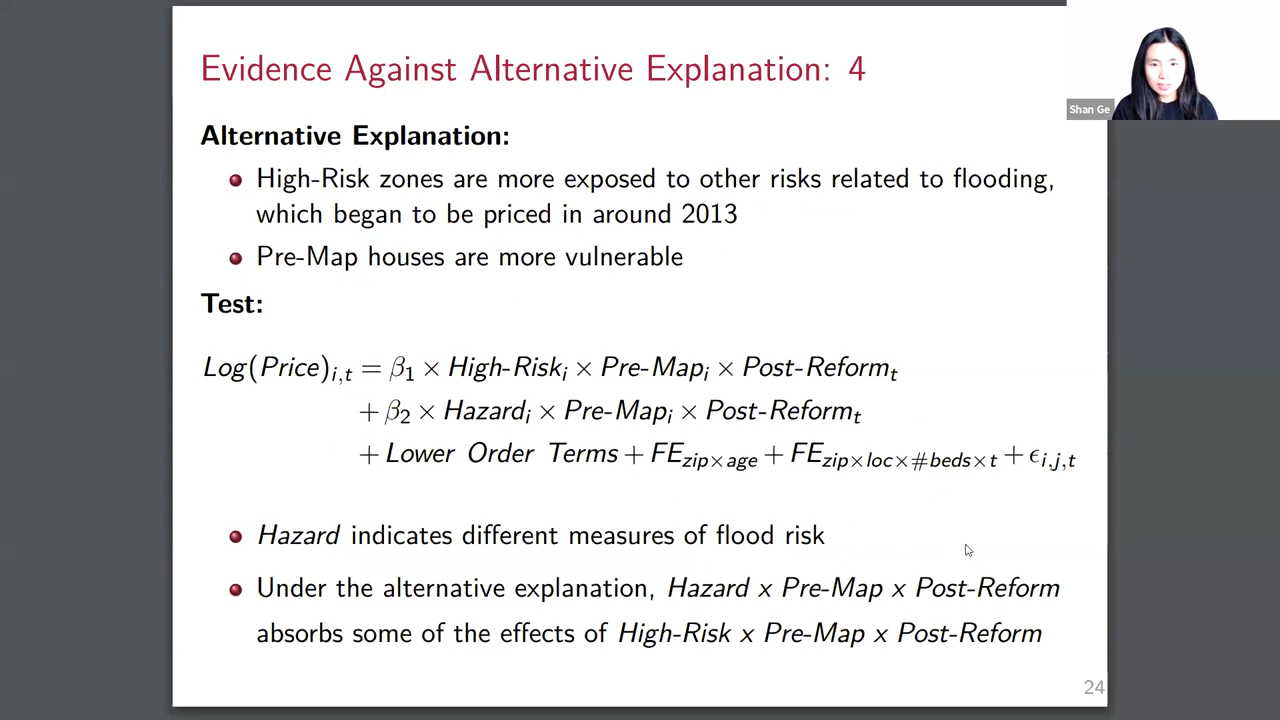 Evidence Against Alternative Explanation: 4
Shan Ge
Alternative Explanation:
High-Risk zones are more exposed to other risks related to flooding,
which began to be priced in around 2013
Pre-Map houses are more vulnerable
Test:
Log(Price)i,t = β1 × High-Riski × Pre-Mapi × Post-Reformt
+ β2 × Hazardi × Pre-Mapi × Post-Reformt
+ Lower Order Terms + FEzip×age + FEzip×loc×#beds×t + ϵi,j,t
Hazard indicates different measures of flood risk
Under the alternative explanation, Hazard x Pre-Map x Post-Reform
absorbs some of the effects of High-Risk x Pre-Map x Post-Reform
24